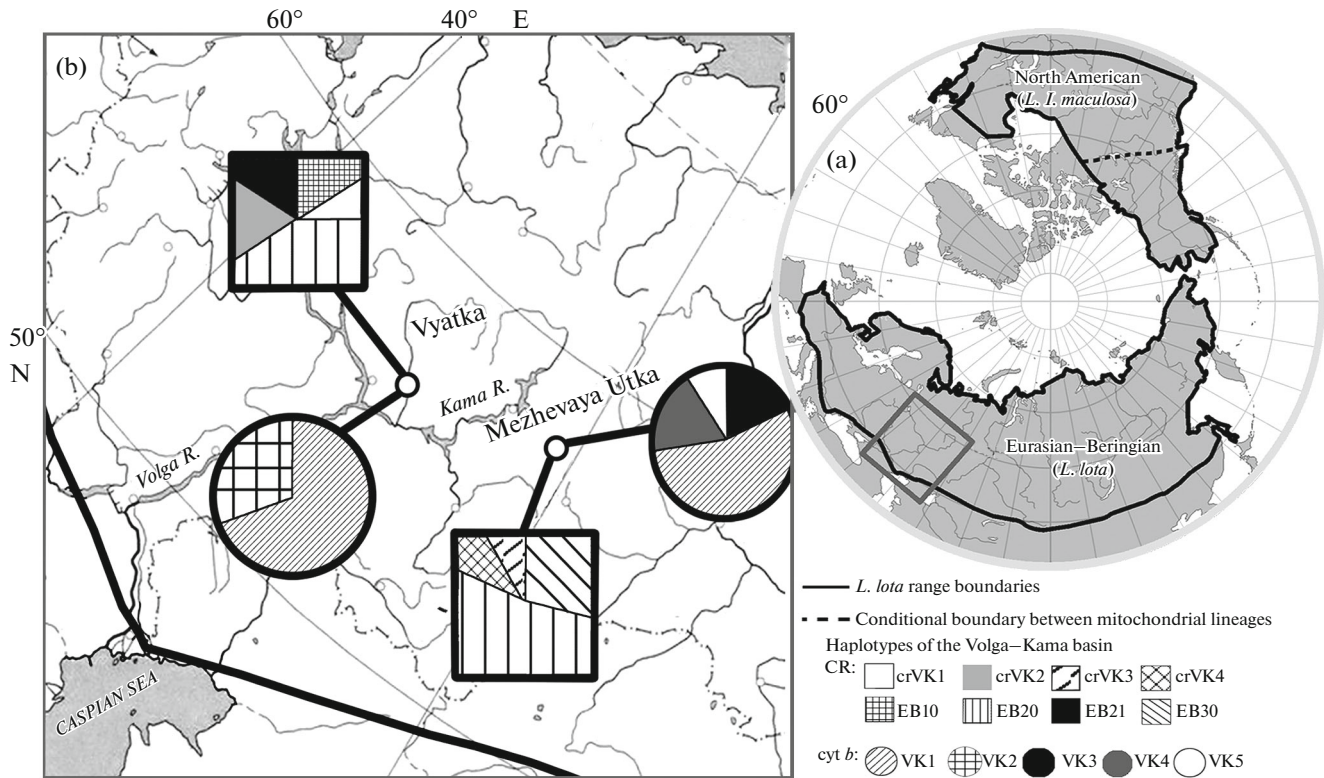 60° 40° E
(b)
North American
(L. I. maculosa)
60°
(a)
50°
N
Vyatka
Kama R.
Mezhevaya Utka
Volga R.
Eurasian–Beringian
(L. lota)
CASPIAN SEA
L. lota range boundaries
Conditional boundary between mitochondrial lineages
Haplotypes of the Volga–Kama basin
CR: crVK1 crVK2 crVK3 crVK4
EB10 EB20 EB21 EB30
cyt b: VK1 VK2 VK3 VK4 VK5